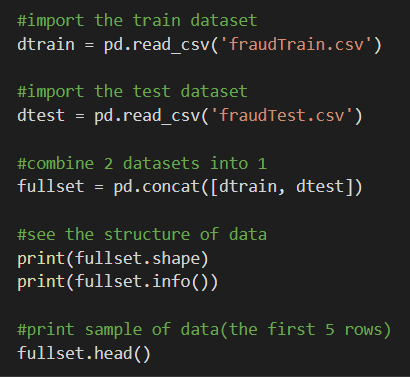 #import the train dataset
dtrain = pd.read_csv('fraudTrain.csv')
#import the test dataset
dtest = pd.read_csv('fraudTest.csv')
#combine 2 datasets into 1
fullset = pd.concat([dtrain, dtest])
#see the structure of data
print(fullset.shape)
print(fullset.info())
#print sample of data(the first 5 rows)
fullset.head()